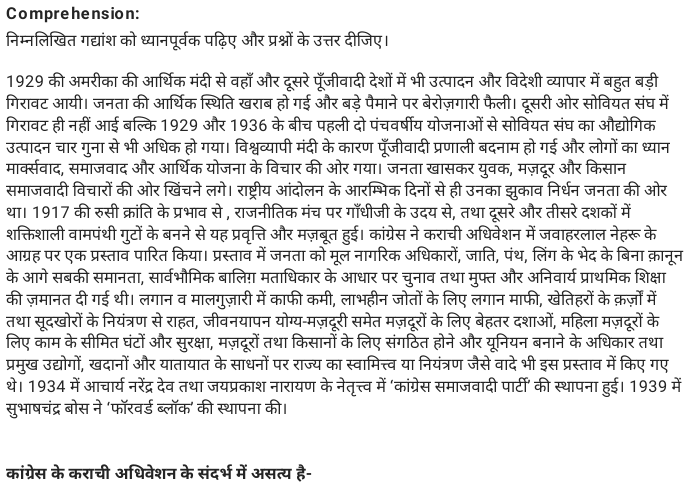 Comprehension:
निम्नलिखित गद्यांश को ध्यानपूर्वक पढ़िए और प्रश्नों के उत्तर दीजिए।
1929 की अमरीका की आर्थिक मंदी से वहाँ और दूसरे पूँजीवादी देशों में भी उत्पादन और विदेशी व्यापार में बहुत बड़ी
गिरावट आयी। जनता की आर्थिक स्थिति खराब हो गई और बड़े पैमाने पर बेरोज़गारी फैली। दूसरी ओर सोवियत संघ में
गिरावट ही नहीं आई बल्कि 1929 और 1936 के बीच पहली दो पंचवर्षीय योजनाओं से सोवियत संघ का औद्योगिक
उत्पादन चार गुना से भी अधिक हो गया। विश्वव्यापी मंदी के कारण पूँजीवादी प्रणाली बदनाम हो गई और लोगों का ध्यान
मार्क्सवाद, समाजवाद और आर्थिक योजना के विचार की ओर गया। जनता खासकर युवक, मज़दूर और किसान
समाजवादी विचारों की ओर खिंचने लगे। राष्ट्रीय आंदोलन के आरम्भिक दिनों से ही उनका झुकाव निर्धन जनता की ओर
था। 1917 की रुसी क्रांति के प्रभाव से , राजनीतिक मंच पर गाँधीजी के उदय से, तथा दूसरे और तीसरे दशकों में
शक्तिशाली वामपंथी गुटों के बनने से यह प्रवृत्ति और मज़बूत हुई। कांग्रेस ने कराची अधिवेशन में जवाहरलाल नेहरू के
आग्रह पर एक प्रस्ताव पारित किया। प्रस्ताव में जनता को मूल नागरिक अधिकारों, जाति, पंथ, लिंग के भेद के बिना क़ानून
के आगे सबकी समानता, सार्वभौमिक बालिग़ मताधिकार के आधार पर चुनाव तथा मुफ्त और अनिवार्य प्राथमिक शिक्षा
की ज़मानत दी गई थी। लगान व मालगुज़ारी में काफी कमी, लाभहीन जोतों के लिए लगान माफी, खेतिहरों के क़र्ज़ों में
तथा सूदखोरों के नियंत्रण से राहत, जीवनयापन योग्य-मज़दूरी समेत मज़दूरों के लिए बेहतर दशाओं, महिला मज़दूरों के
लिए काम के सीमित घंटों और सुरक्षा, मज़दूरों तथा किसानों के लिए संगठित होने और यूनियन बनाने के अधिकार तथा
प्रमुख उद्योगों, खदानों और यातायात के साधनों पर राज्य का स्वामित्त्व या नियंत्रण जैसे वादे भी इस प्रस्ताव में किए गए
थे। 1934 में आचार्य नरेंद्र देव तथा जयप्रकाश नारायण के नेतृत्त्व में 'कांग्रेस समाजवादी पार्टी' की स्थापना हुई। 1939 में
सुभाषचंद्र बोस ने 'फॉरवर्ड ब्लॉक' की स्थापना की।
कांग्रेस के कराची अधिवेशन के संदर्भ में असत्य है-